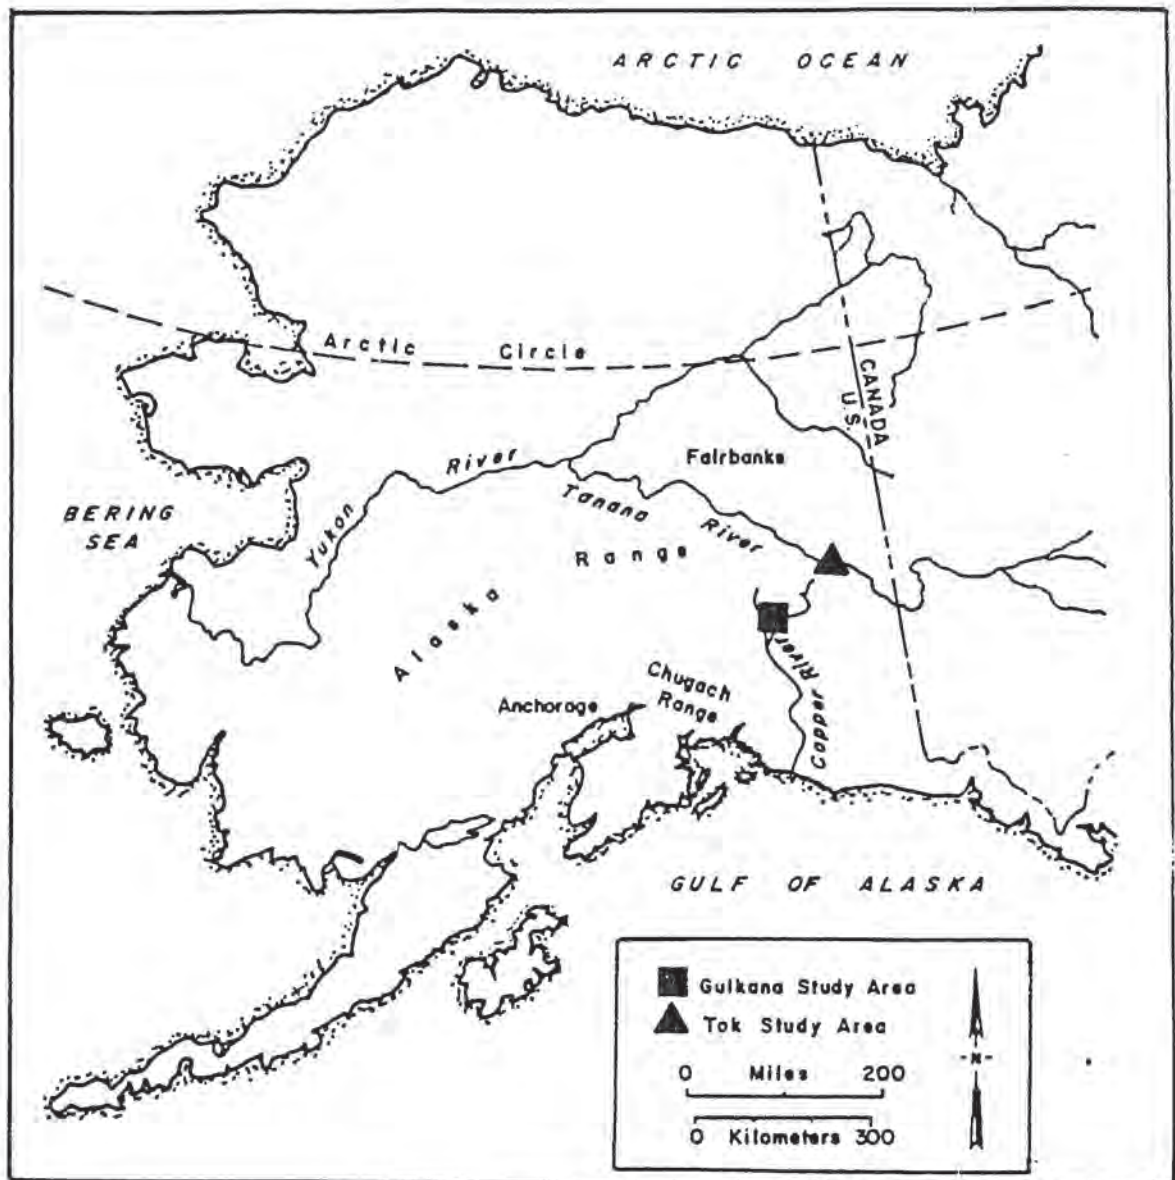 ARCTIC OCEAN
Arctic Circle
CANADA
U.S.
Fairbanks
Yukon River
Tanana River
BERING
SEA
Alaska Range
Copper River
Chugach
Range
Anchorage
GULF OF ALASKA
Gulkana Study Area
Tok Study Area
0 Miles 200
0 Kilometers 300
-N-